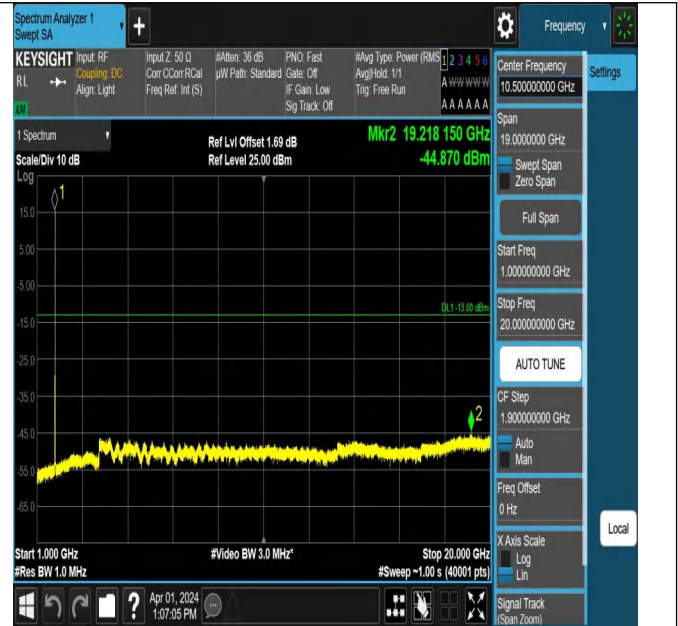 Spectrum Analyzer 1
Swept SA
+
Frequency
KEYSIGHT
RL
LXI
Input: RF
Coupling: DC
Align: Light
Input Z: 50 Ω
Corr CCorr RCal
Freq Ref: Int (S)
#Atten: 36 dB
µW Path: Standard
PNO: Fast
Gate: Off
IF Gain: Low
Sig Track: Off
#Avg Type: Power (RMS
Avg|Hold: 1/1
Trig: Free Run
1 2 3 4 5 6
A W W W W W
A A A A A A
1 Spectrum
Scale/Div 10 dB
Log
Ref Lvl Offset 1.69 dB
Ref Level 25.00 dBm
Mkr2 19.218 150 GHz
-44.870 dBm
1
15.0
5.00
-5.00
DL1 -13.00 dBm
-15.0
-25.0
-35.0
2
-45.0
-55.0
-65.0
Start 1.000 GHz
#Res BW 1.0 MHz
#Video BW 3.0 MHz*
Stop 20.000 GHz
#Sweep ~1.00 s (40001 pts)
?
Apr 01, 2024
1:07:05 PM
Center Frequency
10.500000000 GHz
Settings
Span
19.0000000 GHz
Swept Span
Zero Span
Full Span
Start Freq
1.000000000 GHz
Stop Freq
20.000000000 GHz
AUTO TUNE
CF Step
1.900000000 GHz
Auto
Man
Freq Offset
0 Hz
Local
X Axis Scale
Log
Lin
Signal Track
(Span Zoom)